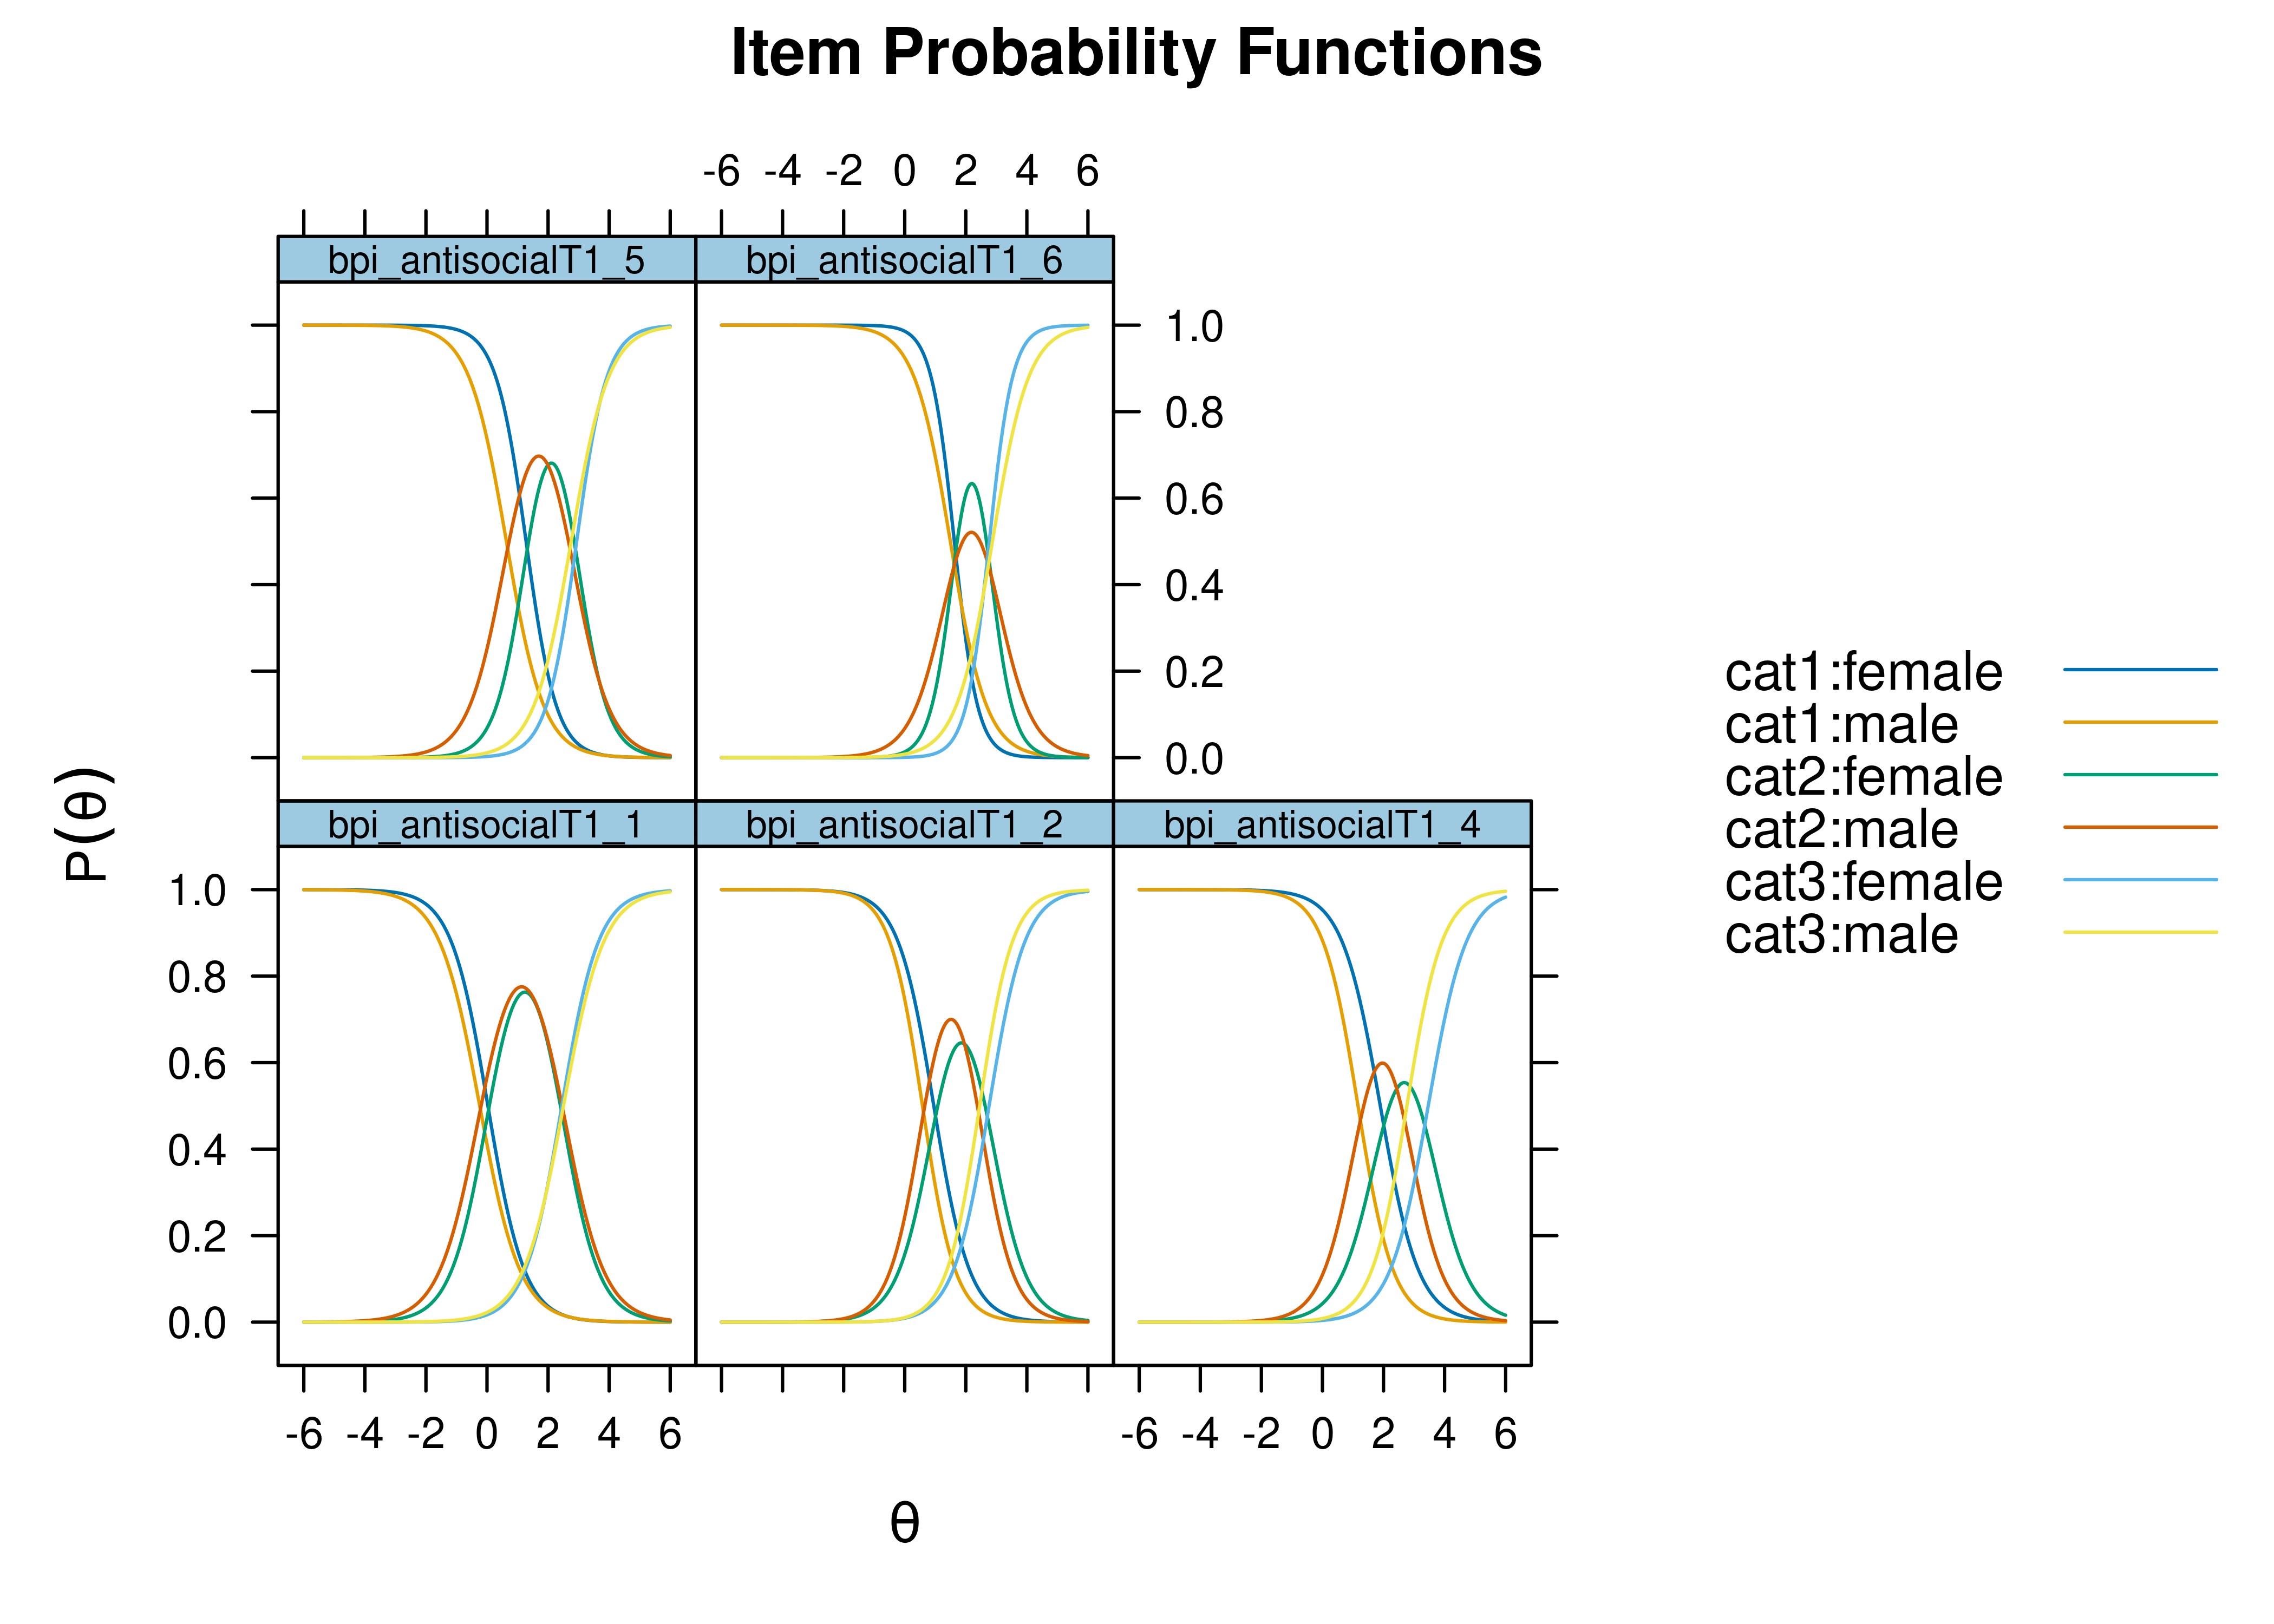 Item Probability Functions
-6 -4 -2 0 2 4 6
bpi_antisocialT1_5
bpi_antisocialT1_6
1.0
0.8
0.6
0.4
0.2
0.0
bpi_antisocialT1_1
bpi_antisocialT1_2
bpi_antisocialT1_4
1.0
0.8
0.6
0.4
0.2
0.0
-6 -4 -2 0 2 4 6
-6 -4 -2 0 2 4 6
P(θ)
θ
cat1:female
cat1:male
cat2:female
cat2:male
cat3:female
cat3:male